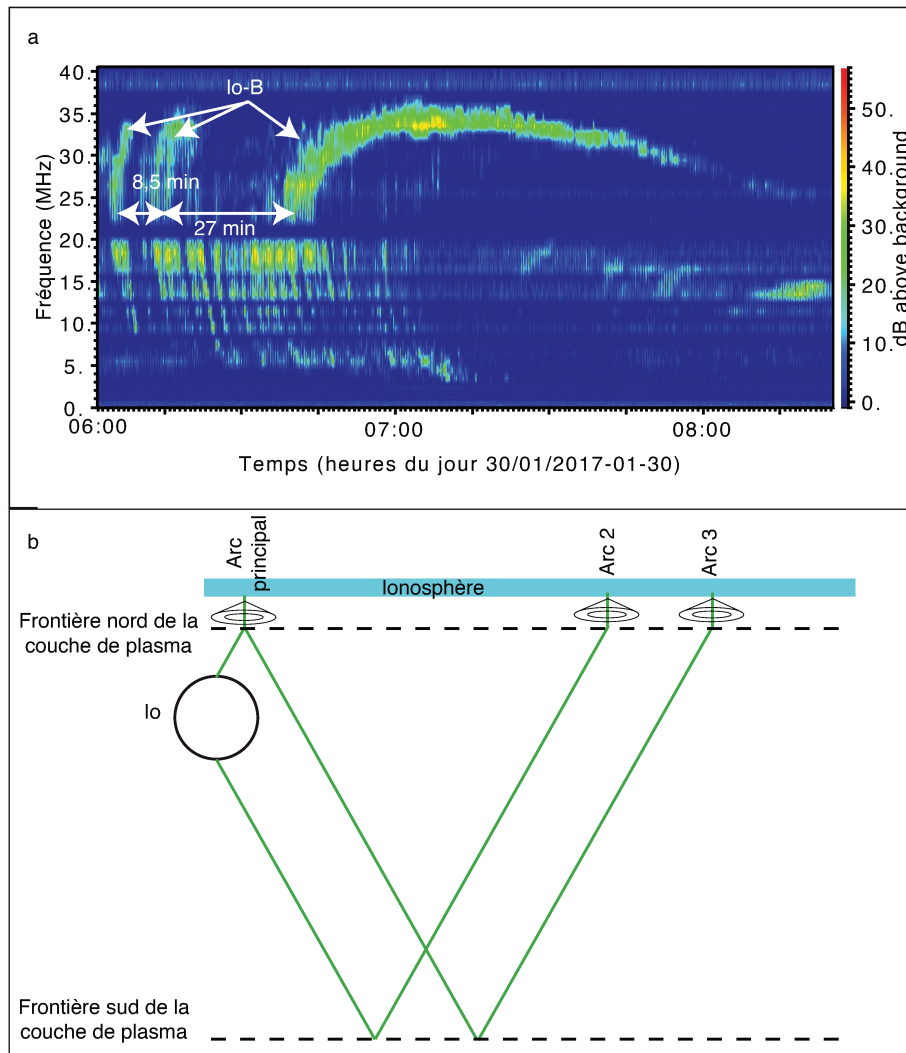 a
40.
35.
30.
25.
20.
15.
10.
5.
0.
Fréquence (MHz)
Io-B
8,5 min
27 min
06:00
07:00
08:00
Temps (heures du jour 30/01/2017-01-30)
50.
40.
30.
20.
10.
0.
dB above background
b
Arc
principal
Arc 2
Arc 3
Ionosphère
Frontière nord de la
couche de plasma
Io
Frontière sud de la
couche de plasma